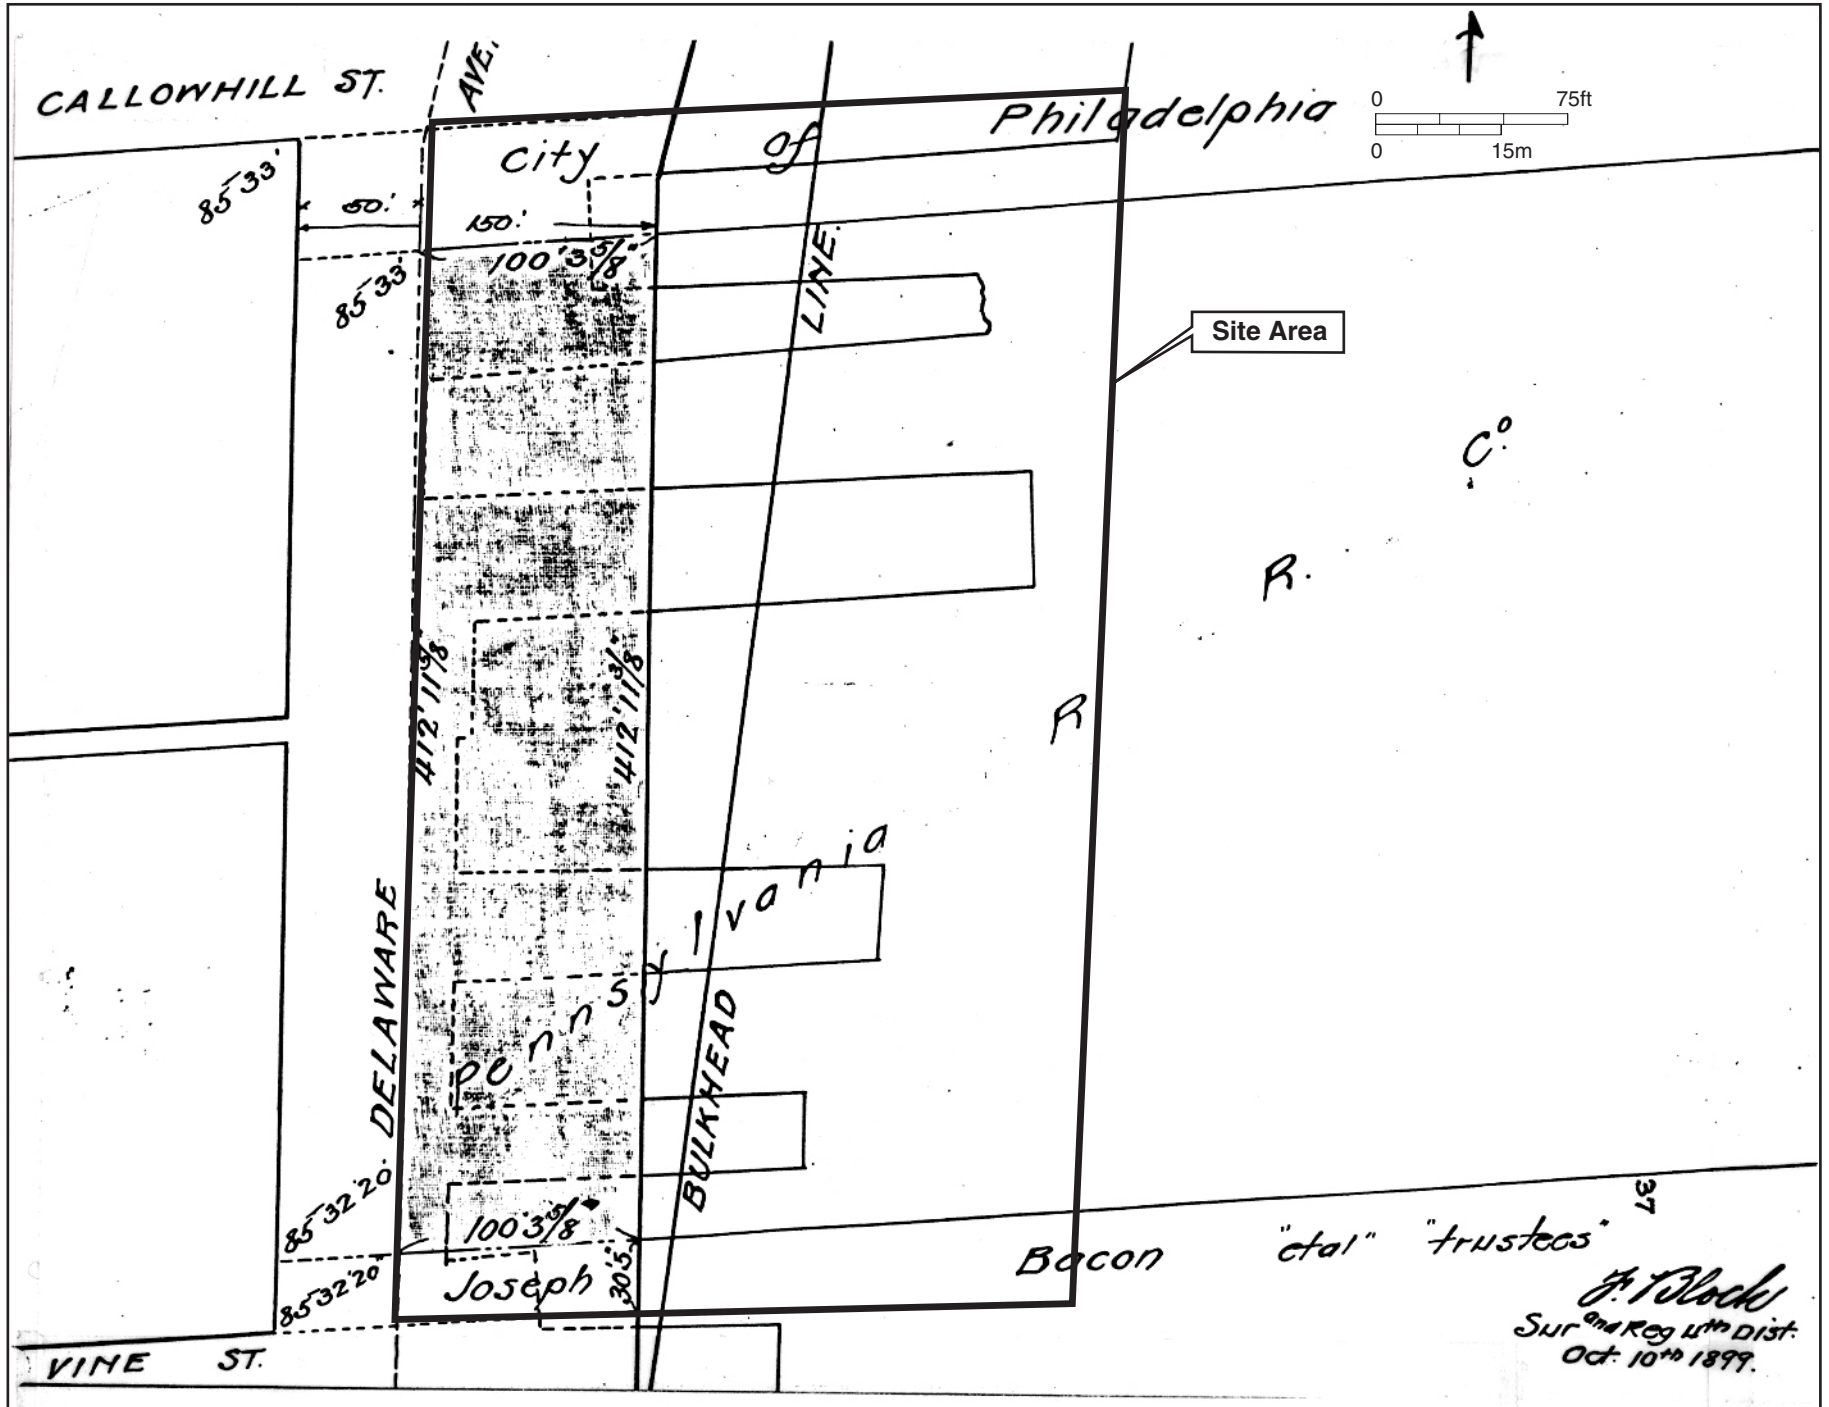 CALLOWHILL ST.
AVE.
City of Philadelphia
0 75ft
0 15m
85°33'
50'
150'
100' 3 5/8"
85°33'
LINE.
Site Area
Co.
R.
R
412' 11 5/8"
412' 11 3/8"
Pennsylvania
DELAWARE
BULKHEAD
85°32'20"
100' 3 5/8"
85°32'20"
Joseph Bacon "etal" "trustees"
30.5'
37
F. Block
Sur and Reg 4th Dist.
Oct. 10th 1899.
VINE ST.